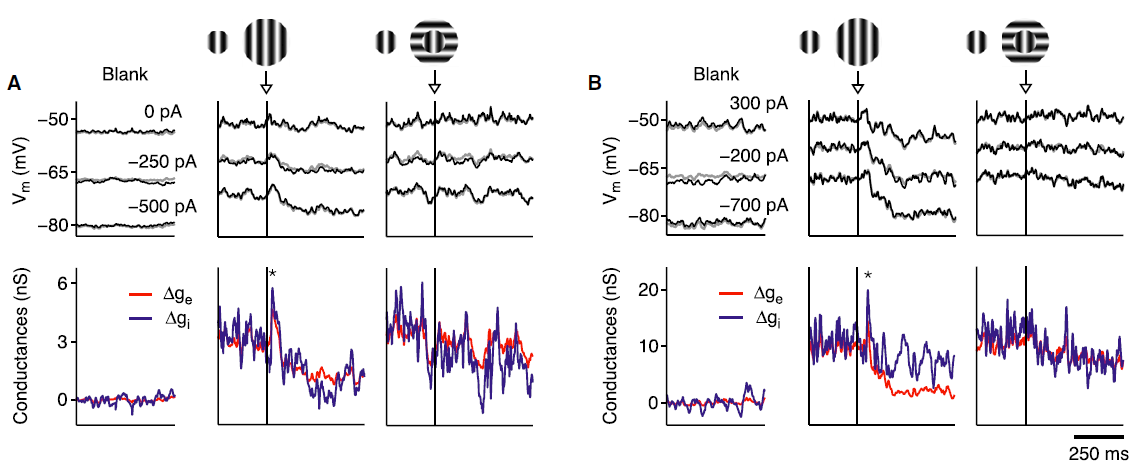 A
Blank
0 pA
−250 pA
−500 pA
−50
−65
−80
Vm (mV)
Conductances (nS)
6
3
0
Δge
Δgi
*
B
Blank
300 pA
−200 pA
−700 pA
−50
−65
−80
Vm (mV)
Conductances (nS)
20
10
0
Δge
Δgi
*
250 ms